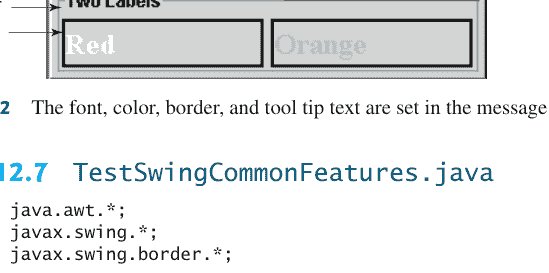 Two Labels
Red Orange
2 The font, color, border, and tool tip text are set in the message
12.7 TestSwingCommonFeatures.java
java.awt.*;
javax.swing.*;
javax.swing.border.*;